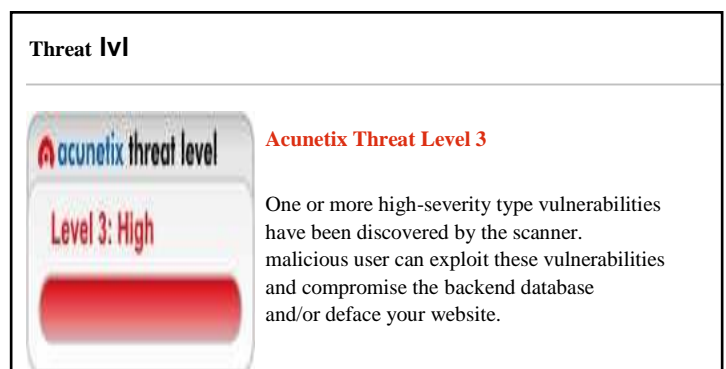 Threat lvl
acunetix threat level
Level 3: High
Acunetix Threat Level 3
One or more high-severity type vulnerabilities
have been discovered by the scanner.
malicious user can exploit these vulnerabilities
and compromise the backend database
and/or deface your website.